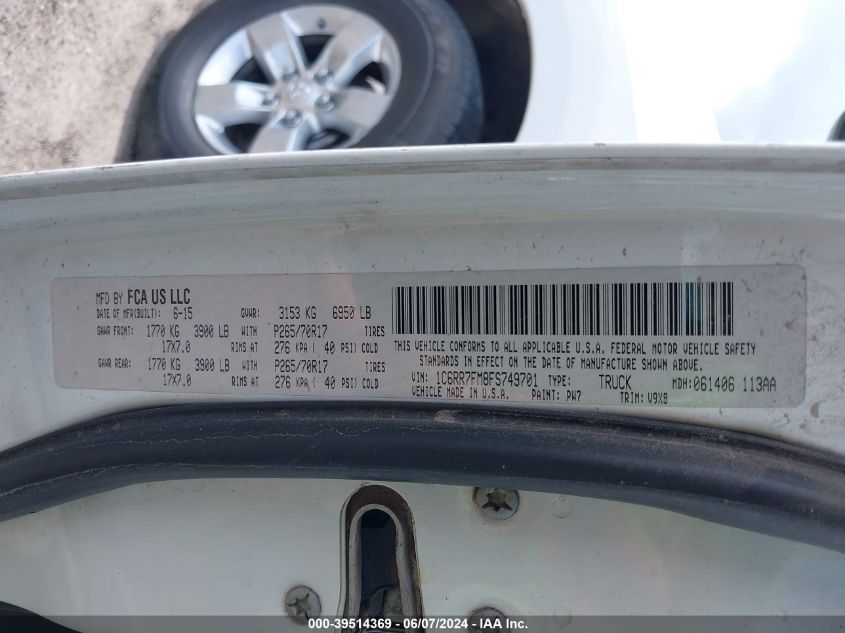 MFD BY FCA US LLC
DATE OF MFR(BUILT): 6-15 GVWR: 3153 KG 6950 LB
GAWR FRONT: 1770 KG 3900 LB WITH P265/70R17 TIRES
17X7.0 RIMS AT 276 KPA ( 40 PSI) COLD
GAWR REAR: 1770 KG 3900 LB WITH P265/70R17 TIRES
17X7.0 RIMS AT 276 KPA ( 40 PSI) COLD
THIS VEHICLE CONFORMS TO ALL APPLICABLE U.S.A. FEDERAL MOTOR VEHICLE SAFETY
STANDARDS IN EFFECT ON THE DATE OF MANUFACTURE SHOWN ABOVE.
VIN: 1C6RR7FM8FS749701 TYPE: TRUCK MDH:061406 113AA
VEHICLE MADE IN U.S.A. PAINT: PW7 TRIM: V9X8
000-39514369 - 06/07/2024 - IAA Inc.